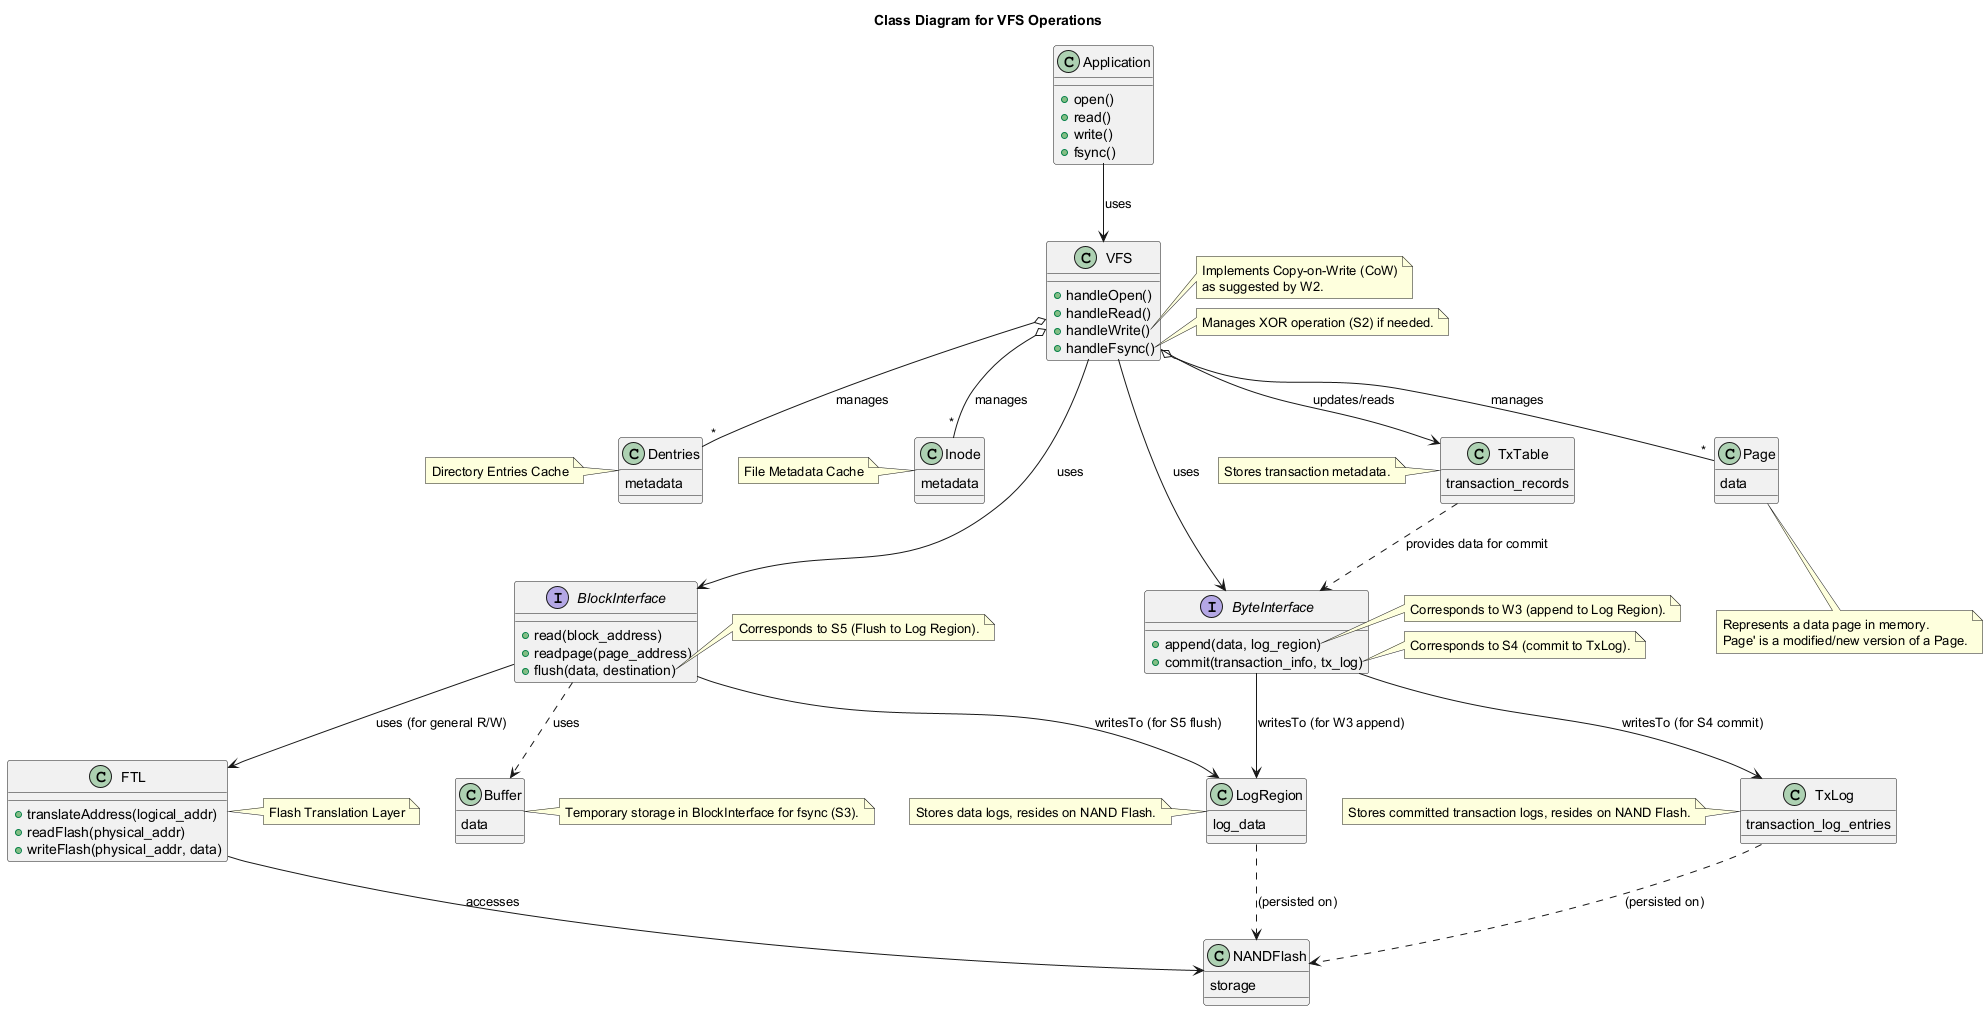 Class Diagram for VFS Operations
C Application
open()
read()
write()
fsync()
uses
C VFS
handleOpen()
handleRead()
handleWrite()
handleFsync()
Implements Copy-on-Write (CoW)
as suggested by W2.
Manages XOR operation (S2) if needed.
manages
manages
updates/reads
manages
*
*
*
Directory Entries Cache
C Dentries
metadata
File Metadata Cache
C Inode
metadata
uses
uses
Stores transaction metadata.
C TxTable
transaction_records
C Page
data
provides data for commit
I BlockInterface
read(block_address)
readpage(page_address)
flush(data, destination)
Corresponds to S5 (Flush to Log Region).
I ByteInterface
append(data, log_region)
commit(transaction_info, tx_log)
Corresponds to W3 (append to Log Region).
Corresponds to S4 (commit to TxLog).
Represents a data page in memory.
Page' is a modified/new version of a Page.
uses (for general R/W)
uses
writesTo (for S5 flush)
writesTo (for W3 append)
writesTo (for S4 commit)
C FTL
translateAddress(logical_addr)
readFlash(physical_addr)
writeFlash(physical_addr, data)
Flash Translation Layer
C Buffer
data
Temporary storage in BlockInterface for fsync (S3).
Stores data logs, resides on NAND Flash.
C LogRegion
log_data
Stores committed transaction logs, resides on NAND Flash.
C TxLog
transaction_log_entries
accesses
(persisted on)
(persisted on)
C NANDFlash
storage